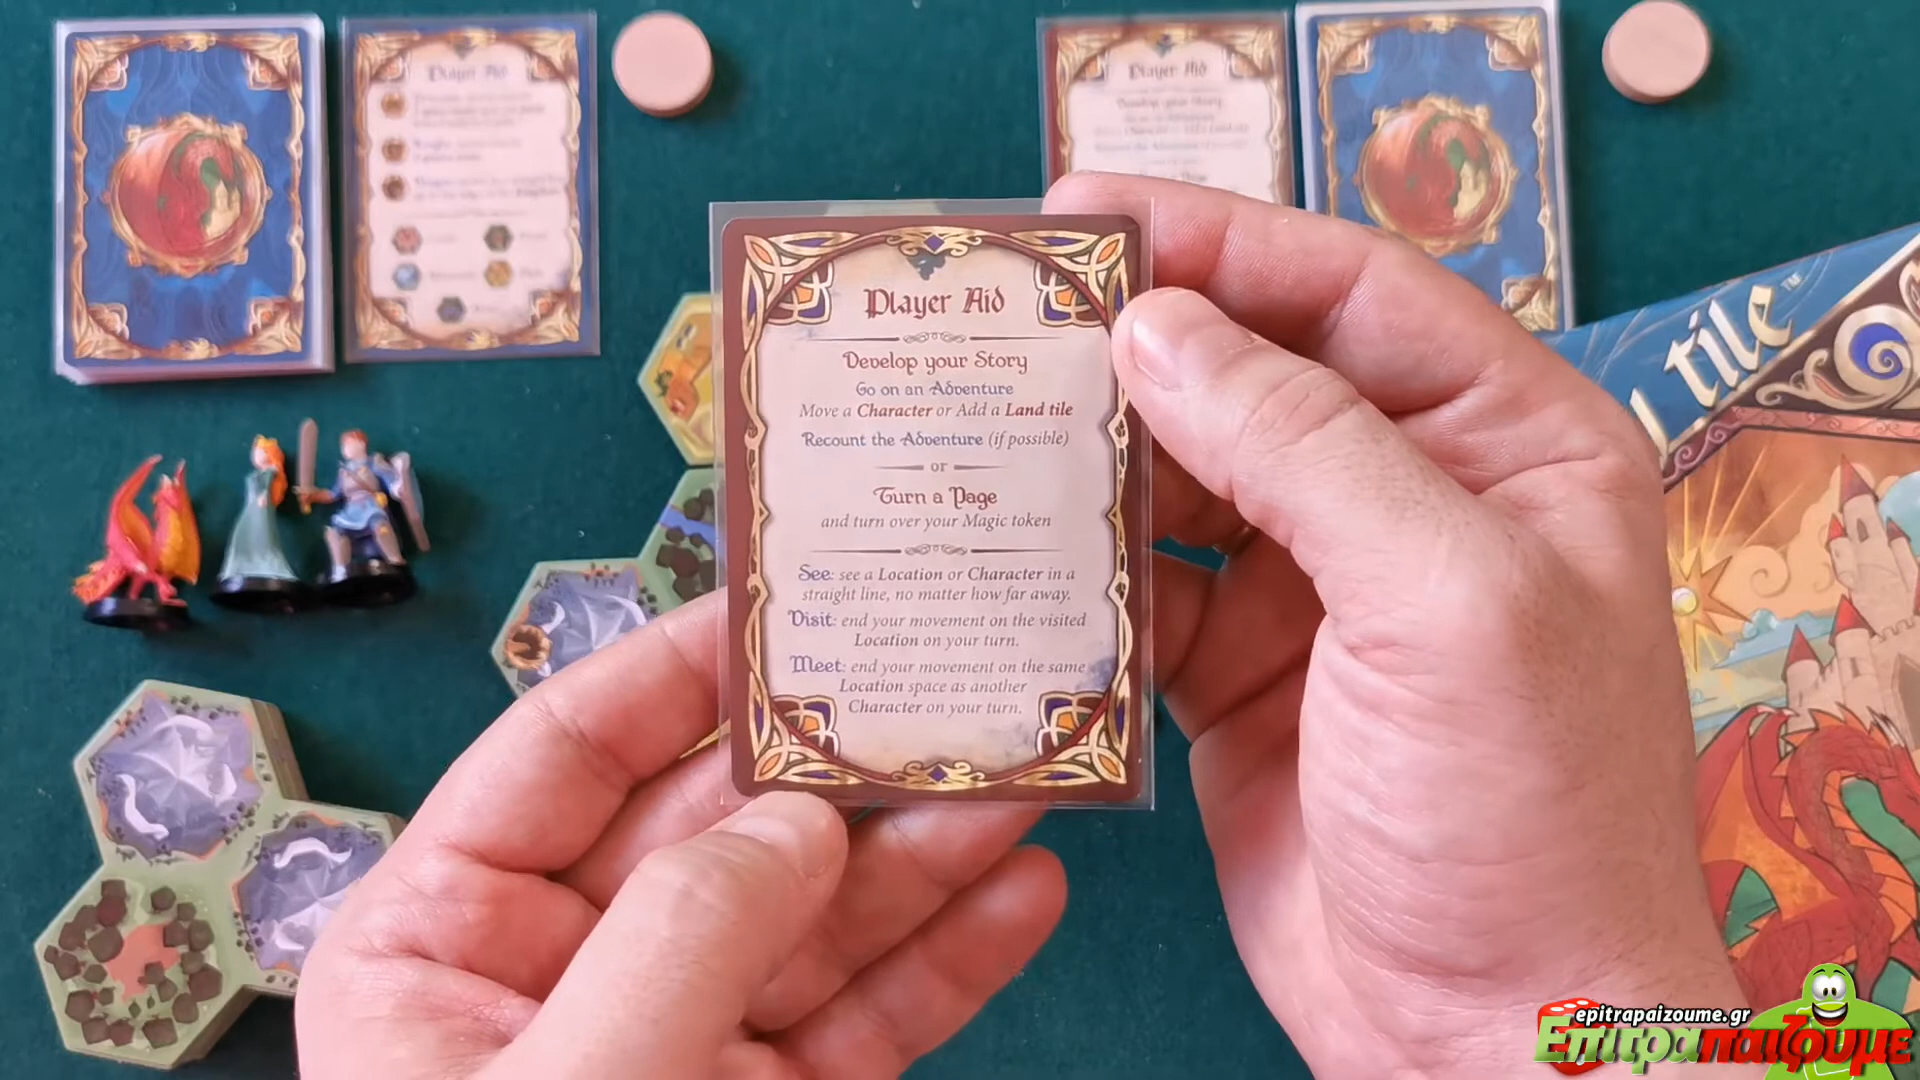 Player Aid
Player Aid
tile™
Player Aid
Develop your Story
Go on an Adventure
Move a Character or Add a Land tile
Recount the Adventure (if possible)
or
Turn a Page
and turn over your Magic token
See: see a Location or Character in a
straight line, no matter how far away.
Visit: end your movement on the visited
Location on your turn.
Meet: end your movement on the same
Location space as another
Character on your turn.
epitrapaizoume.gr
Επιτραπαιζουμε